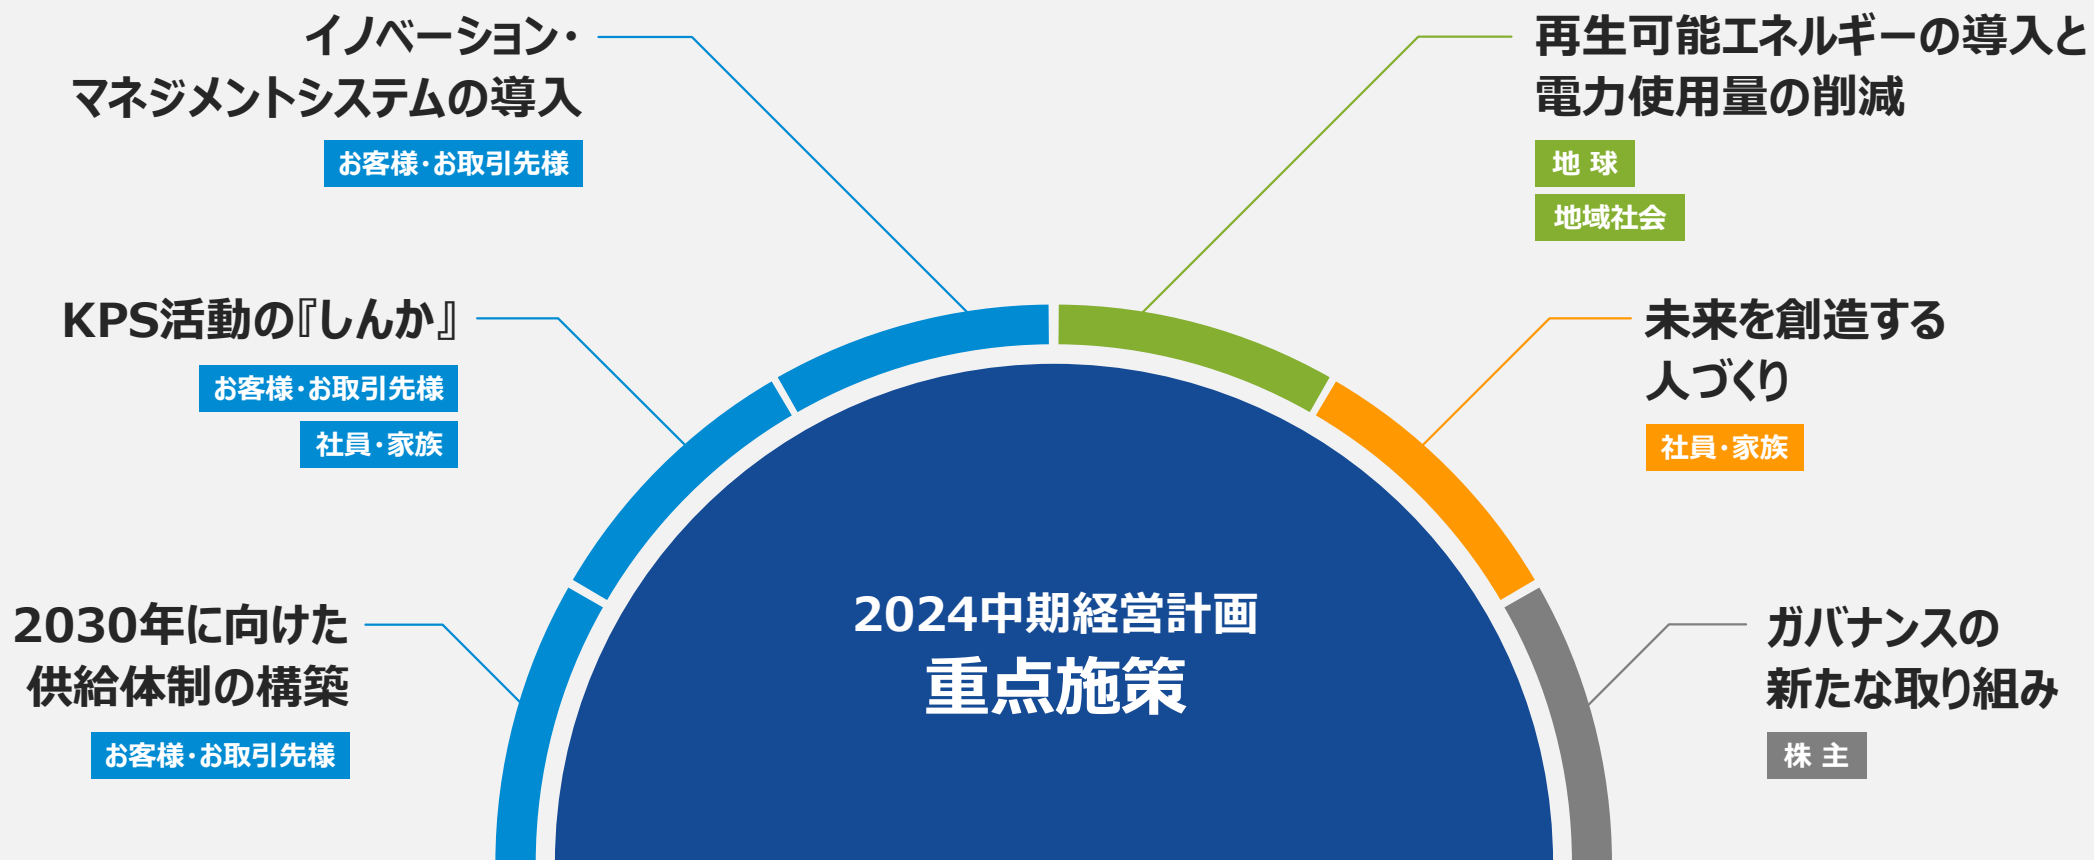 イノベーション・
マネジメントシステムの導入
お客様・お取引先様
KPS活動の『しんか』
お客様・お取引先様
社員・家族
2030年に向けた
供給体制の構築
お客様・お取引先様
再生可能エネルギーの導入と
電力使用量の削減
地 球
地域社会
未来を創造する
人づくり
社員・家族
ガバナンスの
新たな取り組み
株 主
2024中期経営計画
重点施策